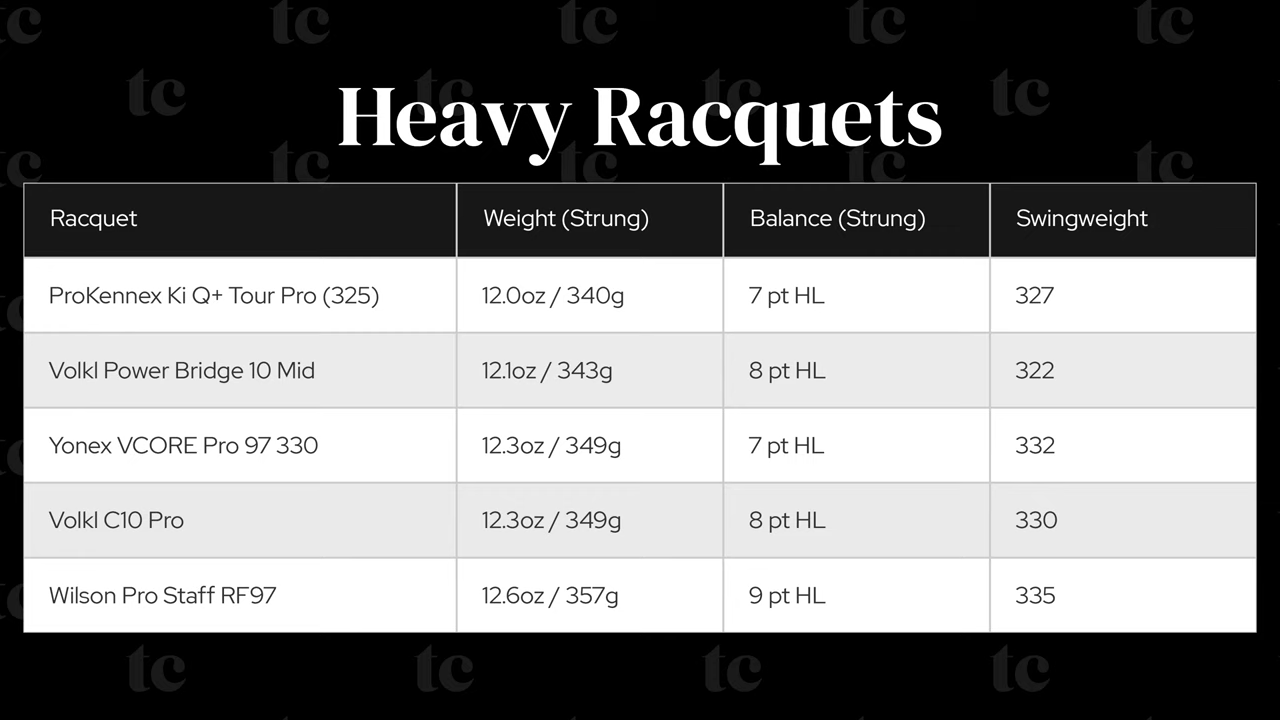 Heavy Racquets
Racquet Weight (Strung) Balance (Strung) Swingweight
ProKennex Ki Q+ Tour Pro (325) 12.0oz / 340g 7 pt HL 327
Volkl Power Bridge 10 Mid 12.1oz / 343g 8 pt HL 322
Yonex VCORE Pro 97 330 12.3oz / 349g 7 pt HL 332
Volkl C10 Pro 12.3oz / 349g 8 pt HL 330
Wilson Pro Staff RF97 12.6oz / 357g 9 pt HL 335